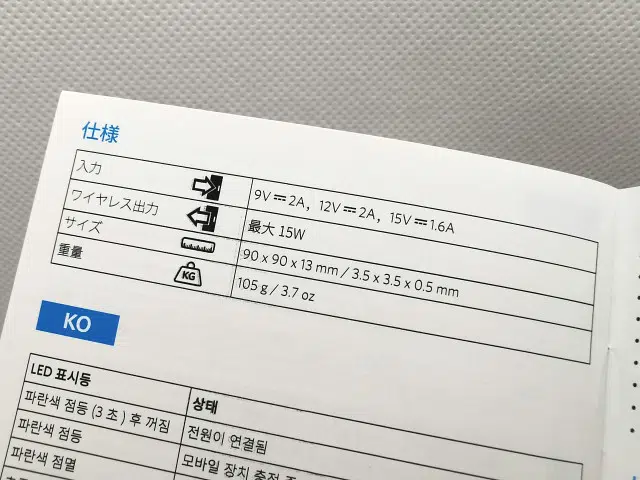 仕様
入力 9V⎓2A, 12V⎓2A, 15V⎓1.6A
ワイヤレス出力 最大 15W
サイズ 90 x 90 x 13 mm / 3.5 x 3.5 x 0.5 mm
重量 KG 105 g / 3.7 oz
KO
LED 표시등 상태
파란색 점등 (3 초) 후 꺼짐 전원이 연결됨
파란색 점등 모바일 장치 충전
파란색 점멸